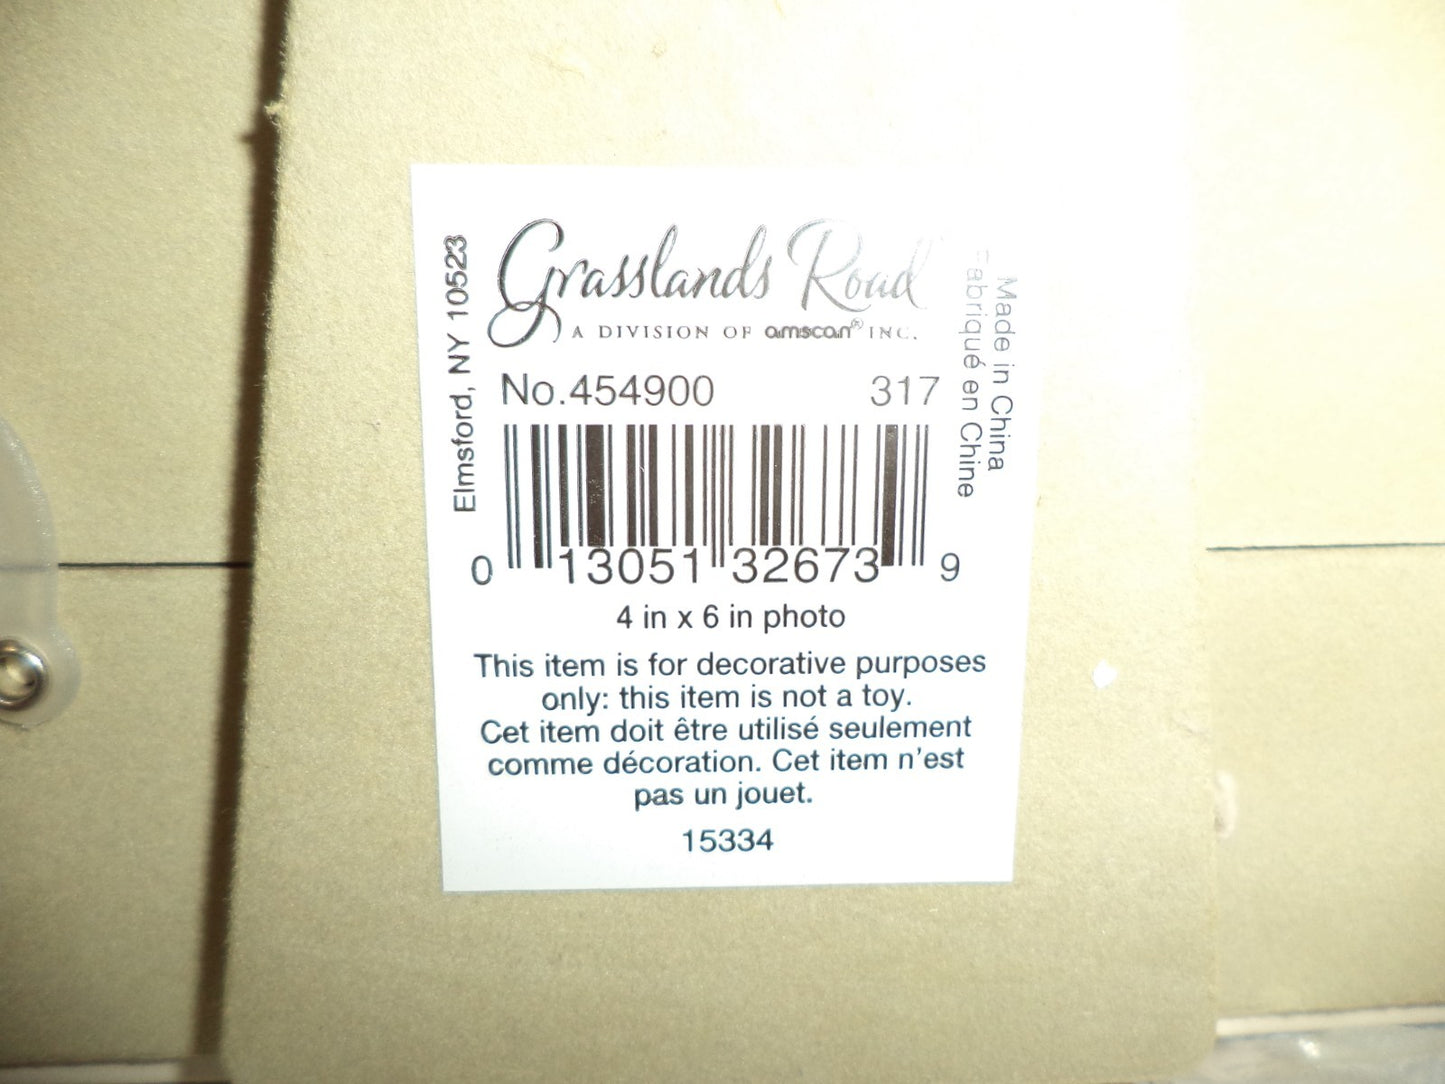 Grasslands Road
A DIVISION OF amscan® INC.
No.454900 317
0 13051 32673 9
4 in x 6 in photo
This item is for decorative purposes
only: this item is not a toy.
Cet item doit être utilisé seulement
comme décoration. Cet item n'est
pas un jouet.
15334
Elmsford, NY 10523
Made in China
Fabriqué en Chine